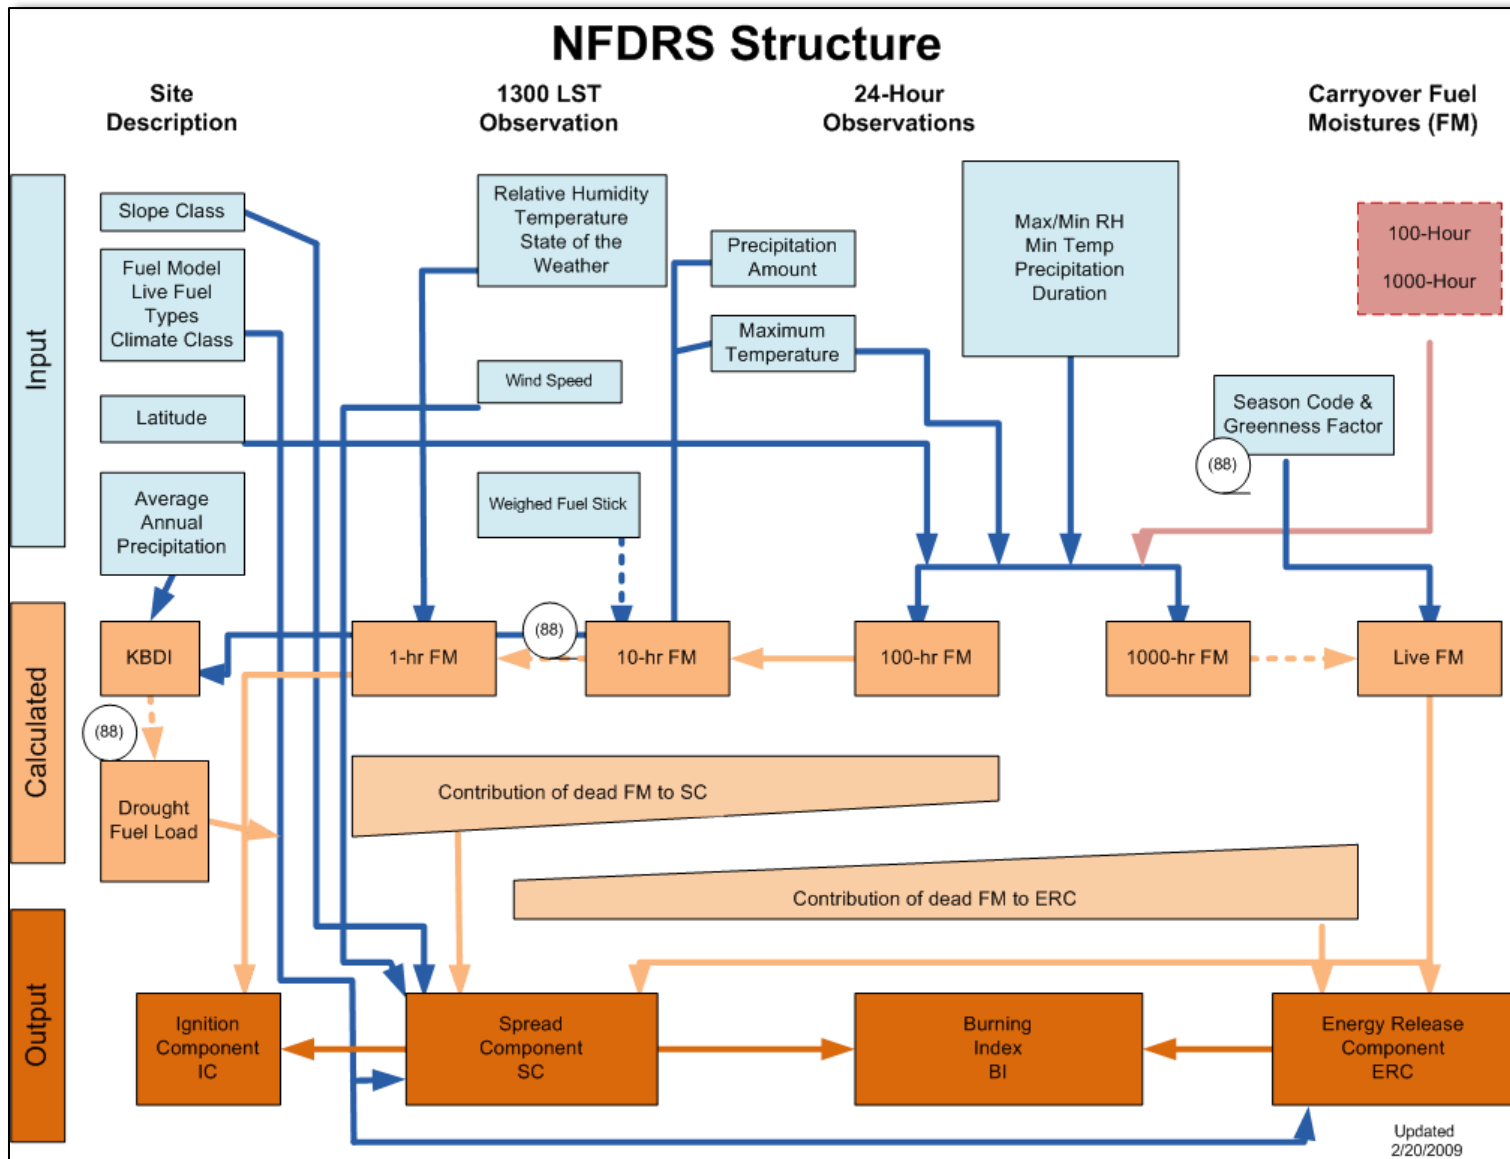 NFDRS Structure
Site
Description
1300 LST
Observation
24-Hour
Observations
Carryover Fuel
Moistures (FM)
Input
Slope Class
Fuel Model
Live Fuel
Types
Climate Class
Latitude
Average
Annual
Precipitation
Relative Humidity
Temperature
State of the
Weather
Wind Speed
Weighed Fuel Stick
Precipitation
Amount
Maximum
Temperature
Max/Min RH
Min Temp
Precipitation
Duration
100-Hour
1000-Hour
Season Code &
Greenness Factor
(88)
Calculated
KBDI
1-hr FM
(88)
10-hr FM
100-hr FM
1000-hr FM
Live FM
(88)
Drought
Fuel Load
Contribution of dead FM to SC
Contribution of dead FM to ERC
Output
Ignition
Component
IC
Spread
Component
SC
Burning
Index
BI
Energy Release
Component
ERC
Updated
2/20/2009